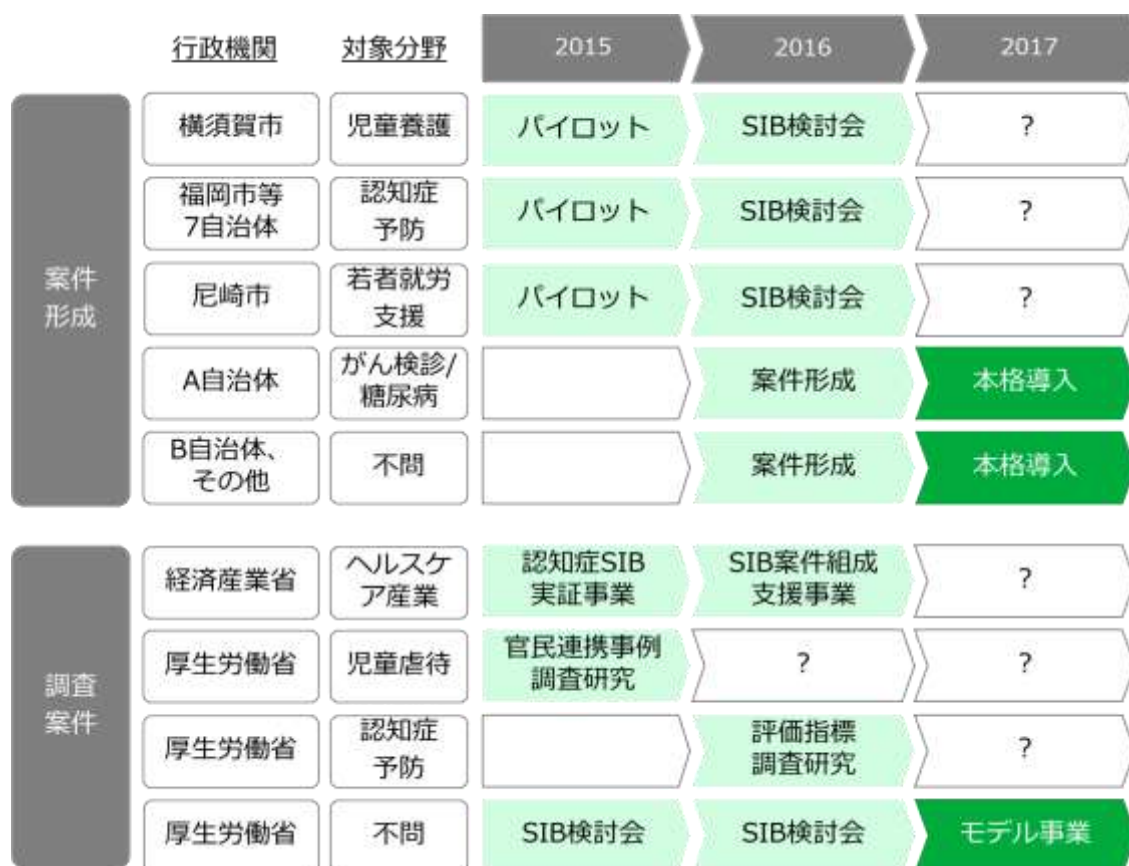 行政機関 対象分野 2015 2016 2017
案件
形成
横須賀市 児童養護 パイロット SIB検討会 ?
福岡市等
7自治体
認知症
予防
パイロット SIB検討会 ?
尼崎市
若者就労
支援
パイロット SIB検討会 ?
A自治体
がん検診/
糖尿病
案件形成 本格導入
B自治体、
その他
不問 案件形成 本格導入
調査
案件
経済産業省
ヘルスケ
ア産業
認知症SIB
実証事業
SIB案件組成
支援事業
?
厚生労働省 児童虐待
官民連携事例
調査研究
? ?
厚生労働省
認知症
予防
評価指標
調査研究
?
厚生労働省 不問 SIB検討会 SIB検討会 モデル事業